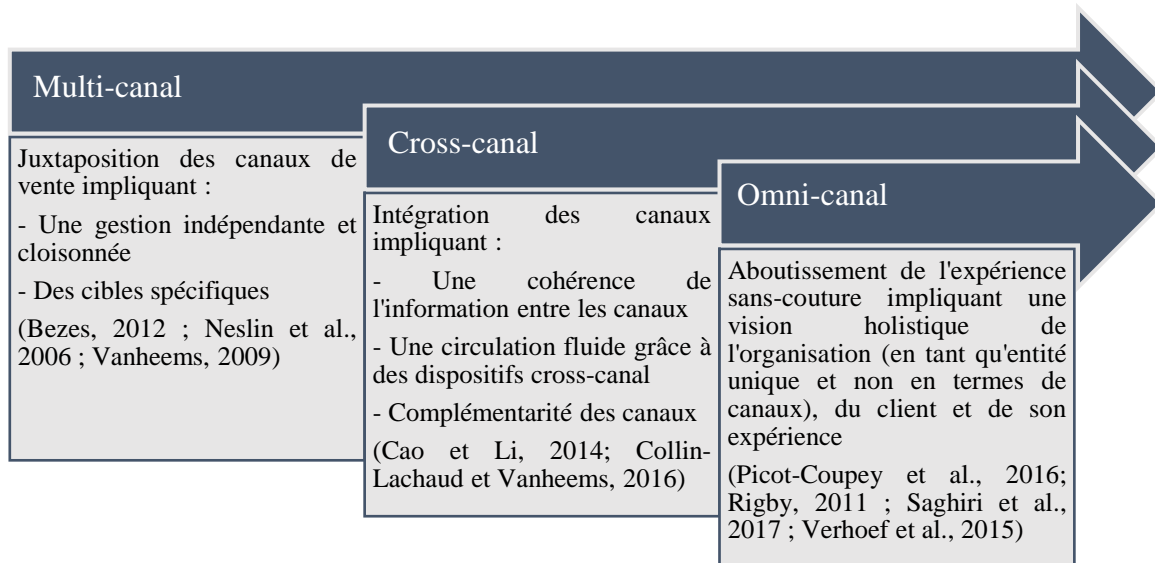 Multi-canal
Juxtaposition des canaux de
vente impliquant :
- Une gestion indépendante et
cloisonnée
- Des cibles spécifiques
(Bezes, 2012 ; Neslin et al.,
2006 ; Vanheems, 2009)
Cross-canal
Intégration des canaux
impliquant :
- Une cohérence de
l'information entre les canaux
- Une circulation fluide grâce à
des dispositifs cross-canal
- Complémentarité des canaux
(Cao et Li, 2014; Collin-
Lachaud et Vanheems, 2016)
Omni-canal
Aboutissement de l'expérience
sans-couture impliquant une
vision holistique de
l'organisation (en tant qu'entité
unique et non en termes de
canaux), du client et de son
expérience
(Picot-Coupey et al., 2016;
Rigby, 2011 ; Saghiri et al.,
2017 ; Verhoef et al., 2015)